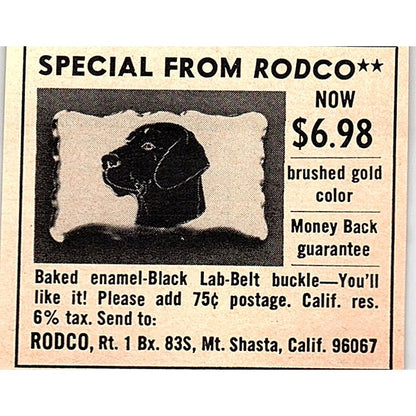 SPECIAL FROM RODCO**
NOW
$6.98
brushed gold
color
Money Back
guarantee
Baked enamel-Black Lab-Belt buckle—You'll
like it! Please add 75¢ postage. Calif. res.
6% tax. Send to:
RODCO, Rt. 1 Bx. 83S, Mt. Shasta, Calif. 96067